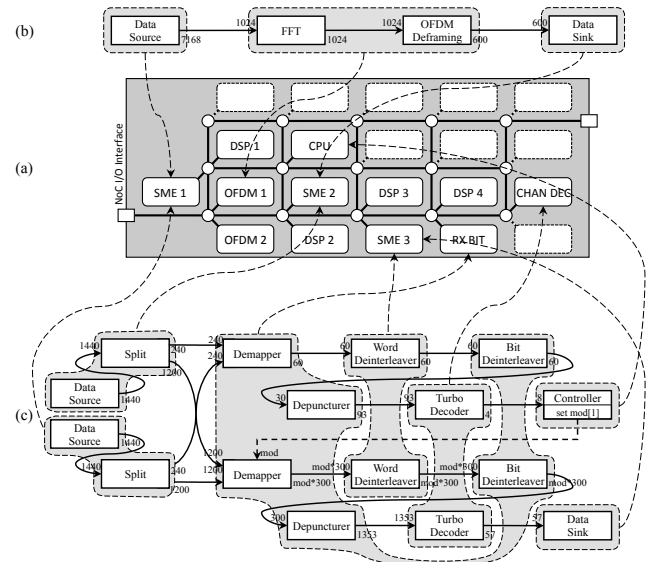 (b)
Data
Source
7168
1024
FFT
1024
1024
OFDM
Deframing
600
600
Data
Sink
(a)
NoC I/O Interface
DSP 1
CPU
SME 1
OFDM 1
SME 2
DSP 3
DSP 4
CHAN DEC
OFDM 2
DSP 2
SME 3
RX BIT
(c)
1440
Split
240
1200
Data
Source
1440
240
240
Demapper
60
60
Word
Deinterleaver
60
60
Bit
Deinterleaver
60
30
Depuncturer
93
93
Turbo
Decoder
4
8
Controller
set mod[1]
Data
Source
1440
1440
Split
240
1200
mod
1200
1200
Demapper
mod*300
mod*300
Word
Deinterleaver
mod*300
mod*300
Bit
Deinterleaver
mod*300
300
Depuncturer
1353
1353
Turbo
Decoder
57
57
Data
Sink